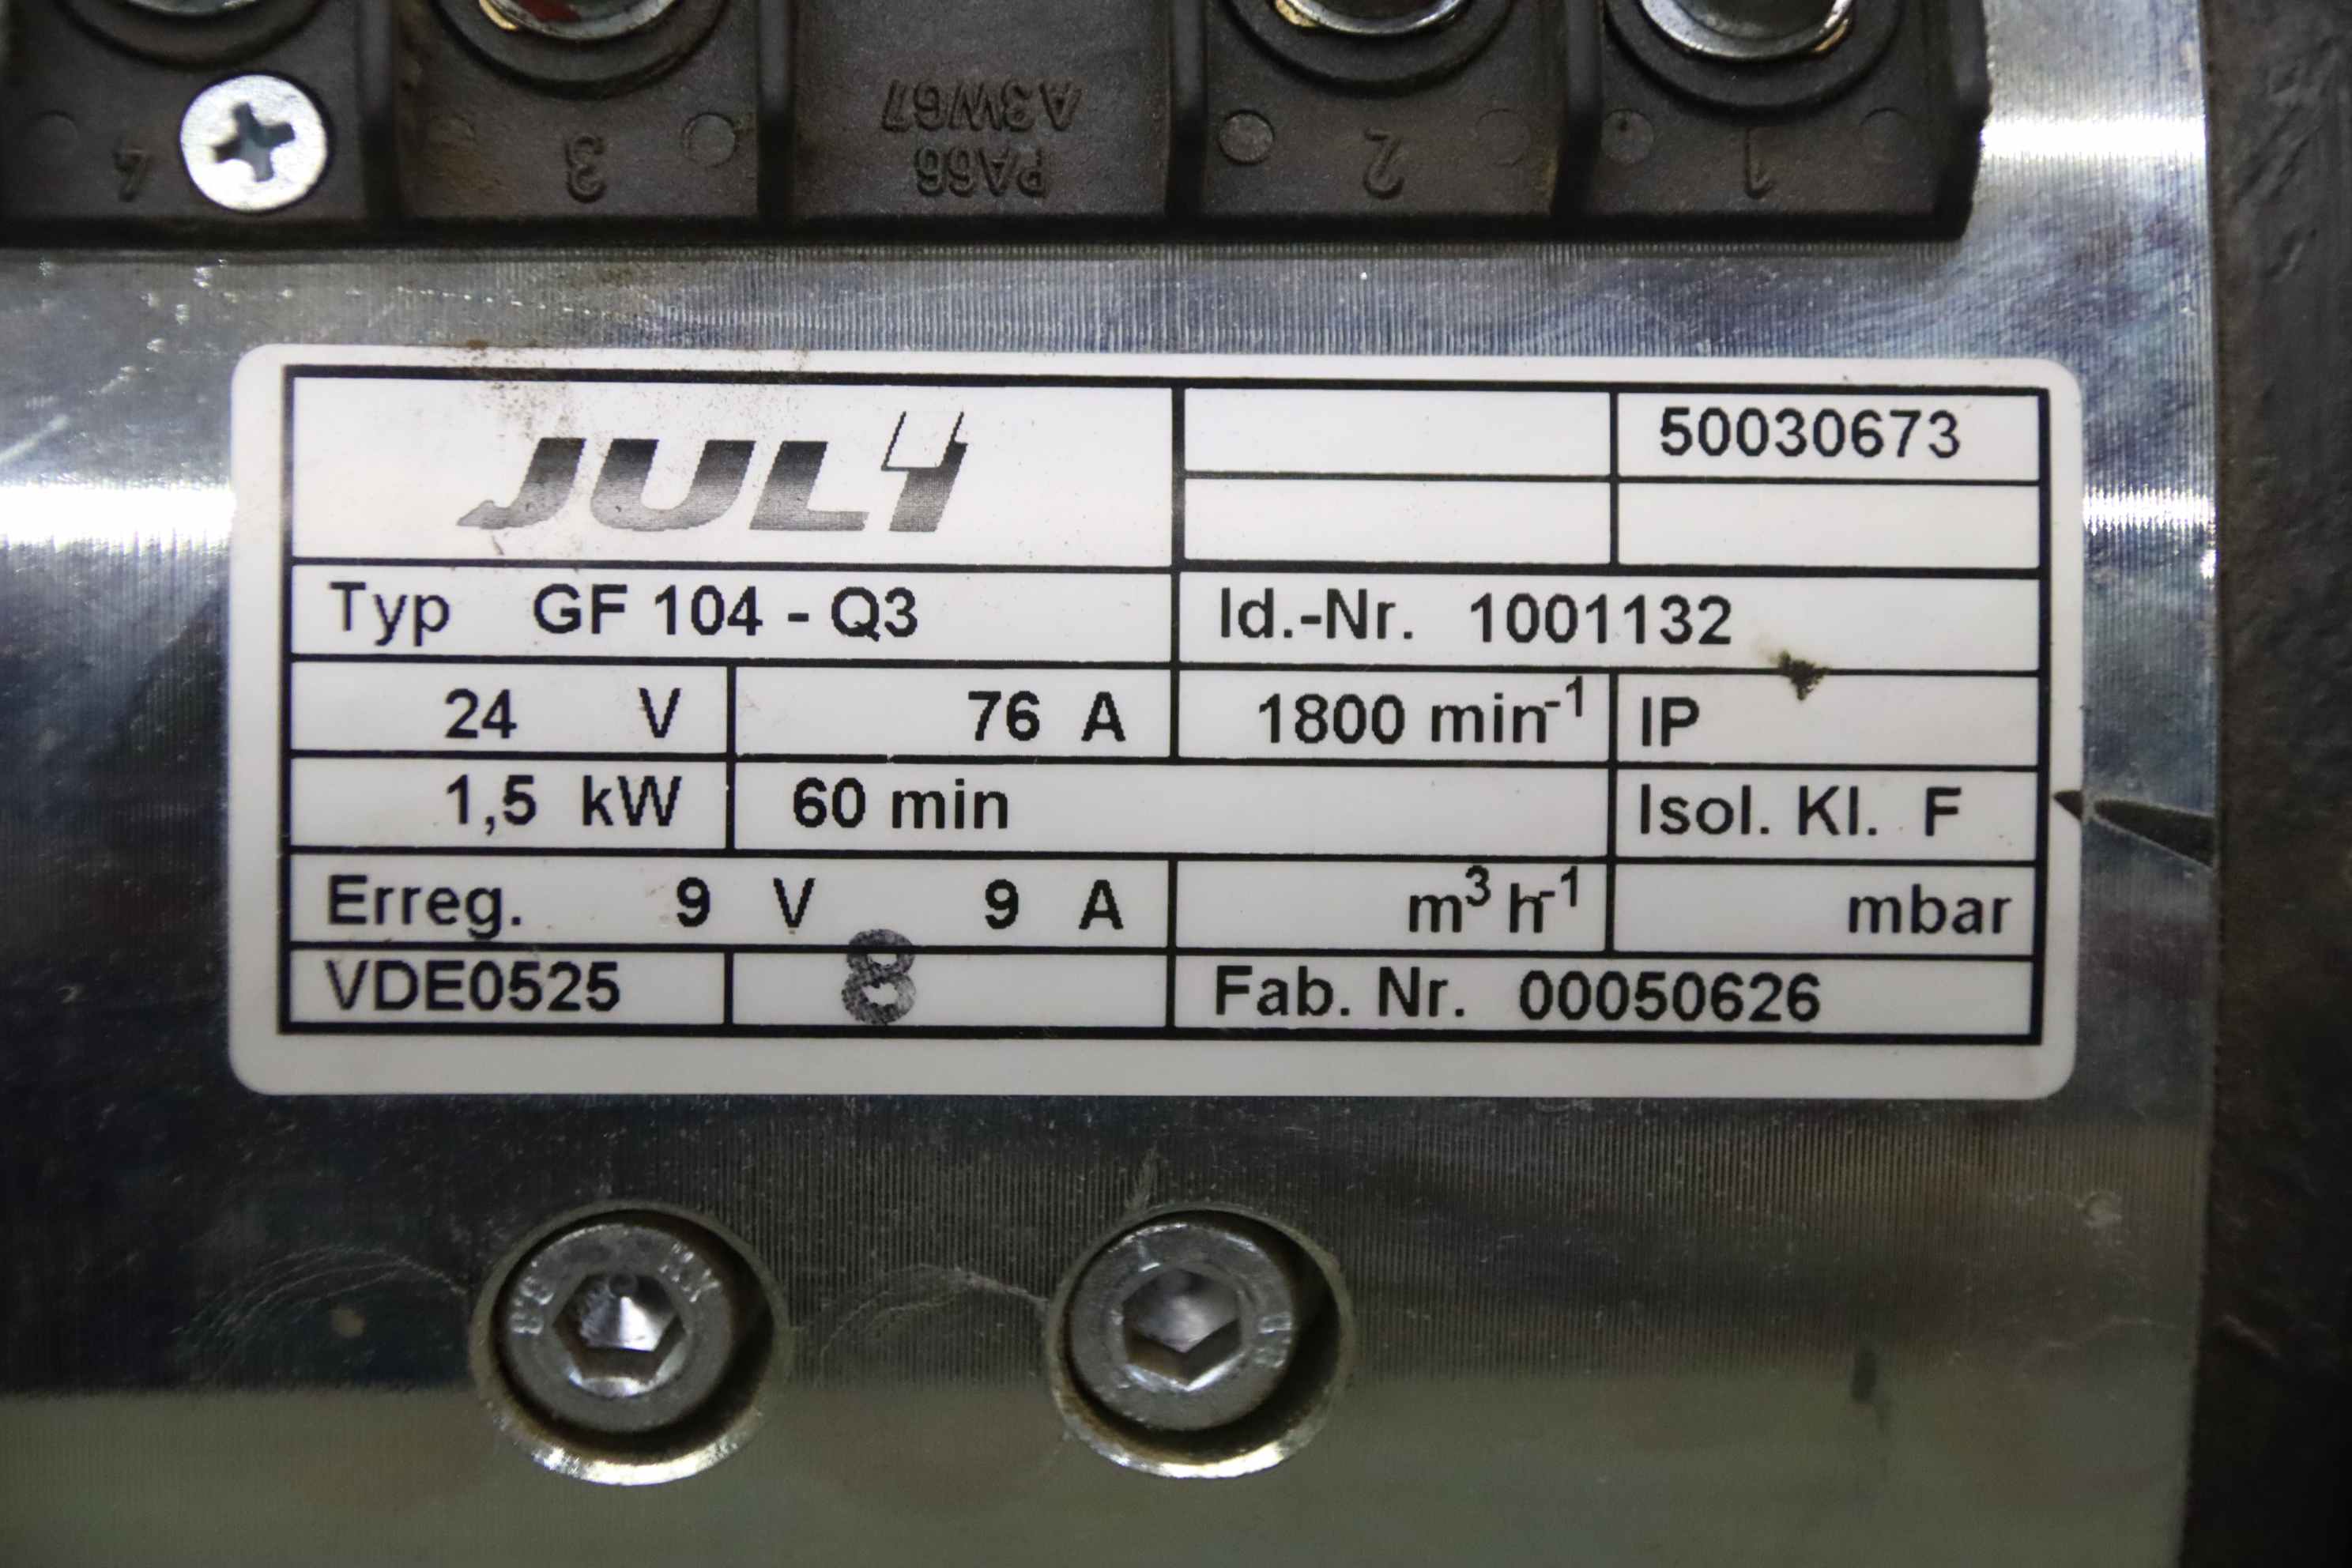 4 3 2 1
A3WG7
PA66
JULI
50030673
Typ GF 104 - Q3
Id.-Nr. 1001132
24 V 76 A 1800 min-1 IP
1,5 kW 60 min Isol. Kl. F
Erreg. 9 V 9 A m³ h-1 mbar
VDE0525 8 Fab. Nr. 00050626